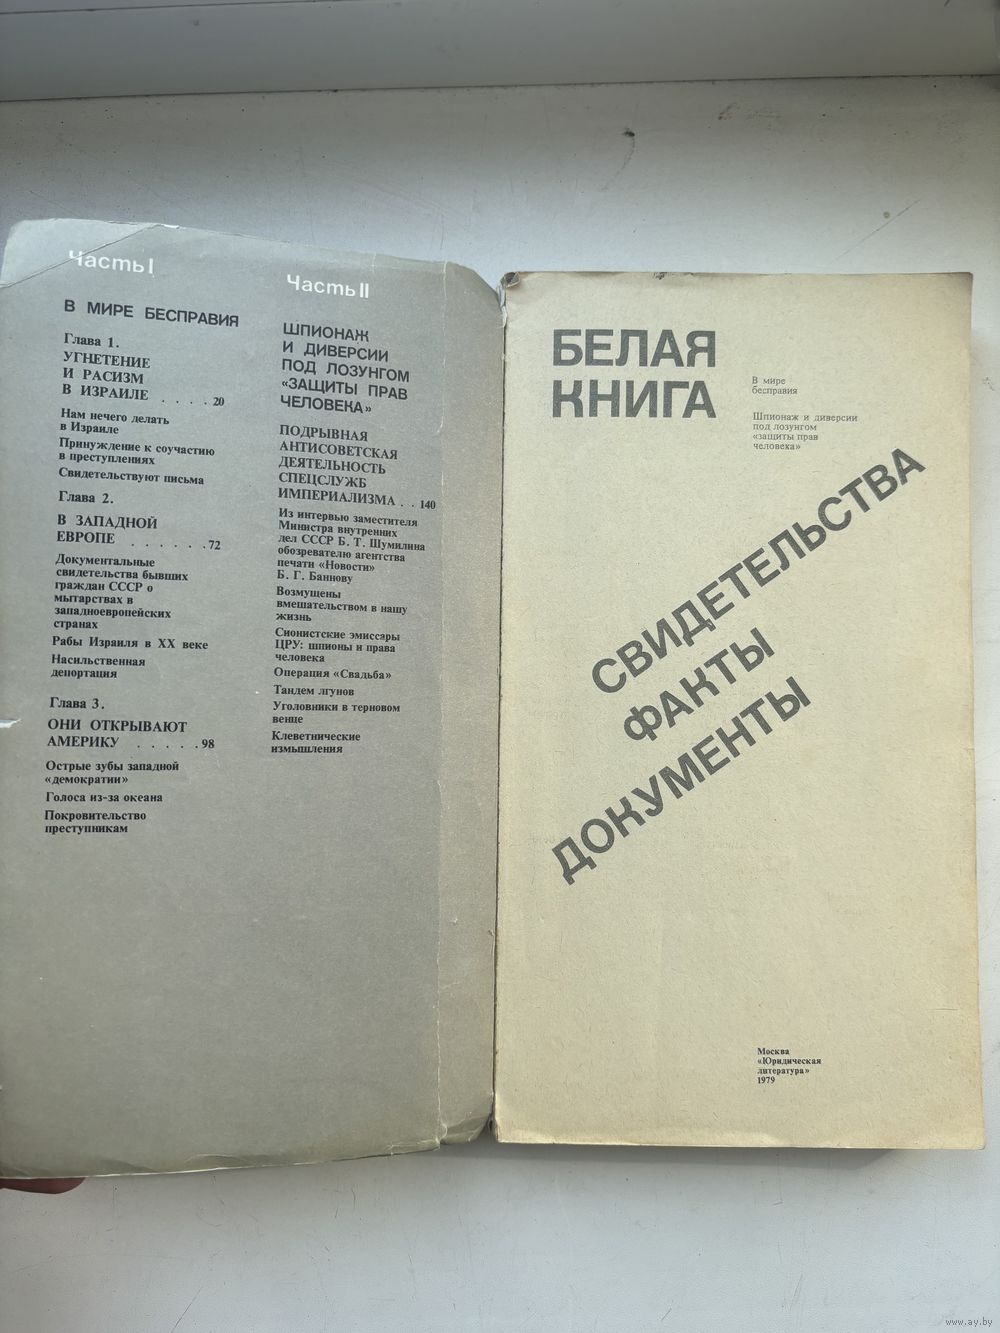 Часть I
В МИРЕ БЕСПРАВИЯ
Глава 1.
УГНЕТЕНИЕ
И РАСИЗМ
В ИЗРАИЛЕ . . . . 20
Нам нечего делать
в Израиле
Принуждение к соучастию
в преступлениях
Свидетельствуют письма
Глава 2.
В ЗАПАДНОЙ
ЕВРОПЕ . . . . . . 72
Документальные
свидетельства бывших
граждан СССР о
мытарствах в
западноевропейских
странах
Рабы Израиля в XX веке
Насильственная
депортация
Глава 3.
ОНИ ОТКРЫВАЮТ
АМЕРИКУ . . . . . 98
Острые зубы западной
«демократии»
Голоса из-за океана
Покровительство
преступникам
Часть II
ШПИОНАЖ
И ДИВЕРСИИ
ПОД ЛОЗУНГОМ
«ЗАЩИТЫ ПРАВ
ЧЕЛОВЕКА»
ПОДРЫВНАЯ
АНТИСОВЕТСКАЯ
ДЕЯТЕЛЬНОСТЬ
СПЕЦСЛУЖБ
ИМПЕРИАЛИЗМА . . 140
Из интервью заместителя
Министра внутренних
дел СССР Б. Т. Шумилина
обозревателю агентства
печати «Новости»
Б. Г. Баннову
Возмущены
вмешательством в нашу
жизнь
Сионистские эмиссары
ЦРУ: шпионы и права
человека
Операция «Свадьба»
Тандем лгунов
Уголовники в терновом
венце
Клеветнические
измышления
БЕЛАЯ
КНИГА
В мире
бесправия
Шпионаж и диверсии
под лозунгом
«защиты прав
человека»
СВИДЕТЕЛЬСТВА
ФАКТЫ
ДОКУМЕНТЫ
Москва
«Юридическая
литература»
1979
www.ay.by